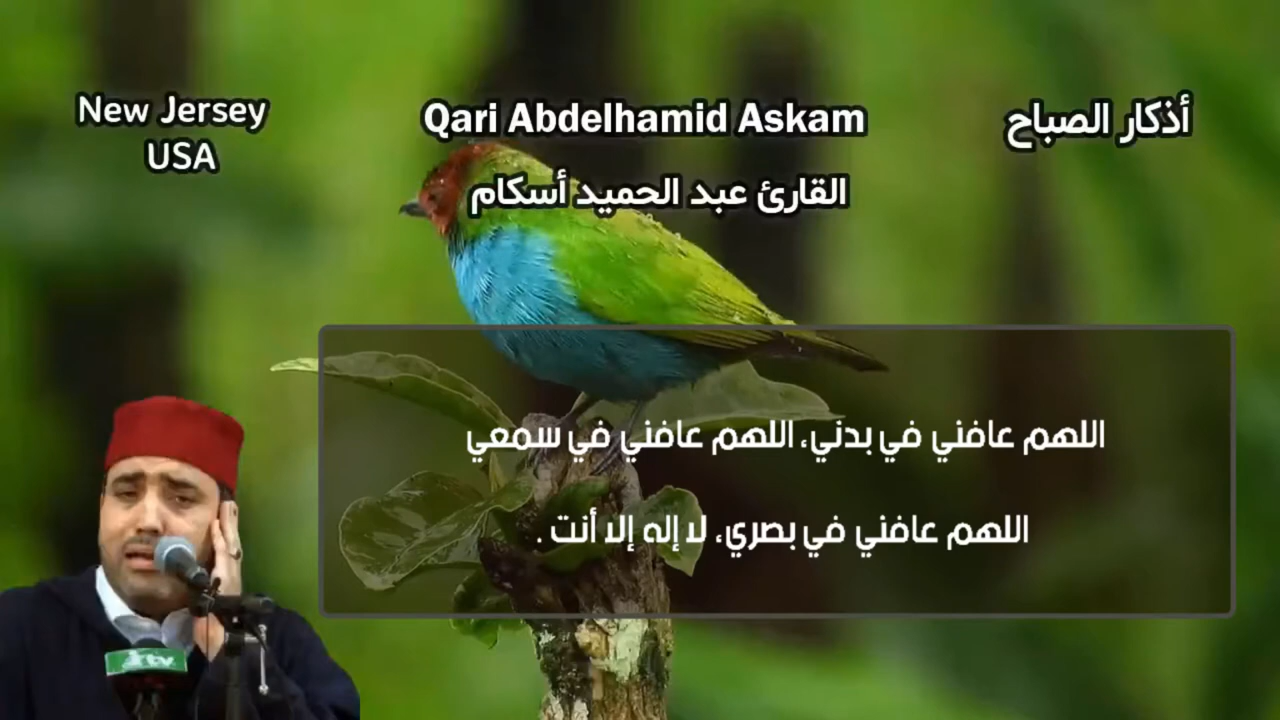 New Jersey
USA
Qari Abdelhamid Askam
القارئ عبد الحميد أسكام
أذكار الصباح
اللهم عافني في بدني، اللهم عافني في سمعي
اللهم عافني في بصري، لا إله إلا أنت .